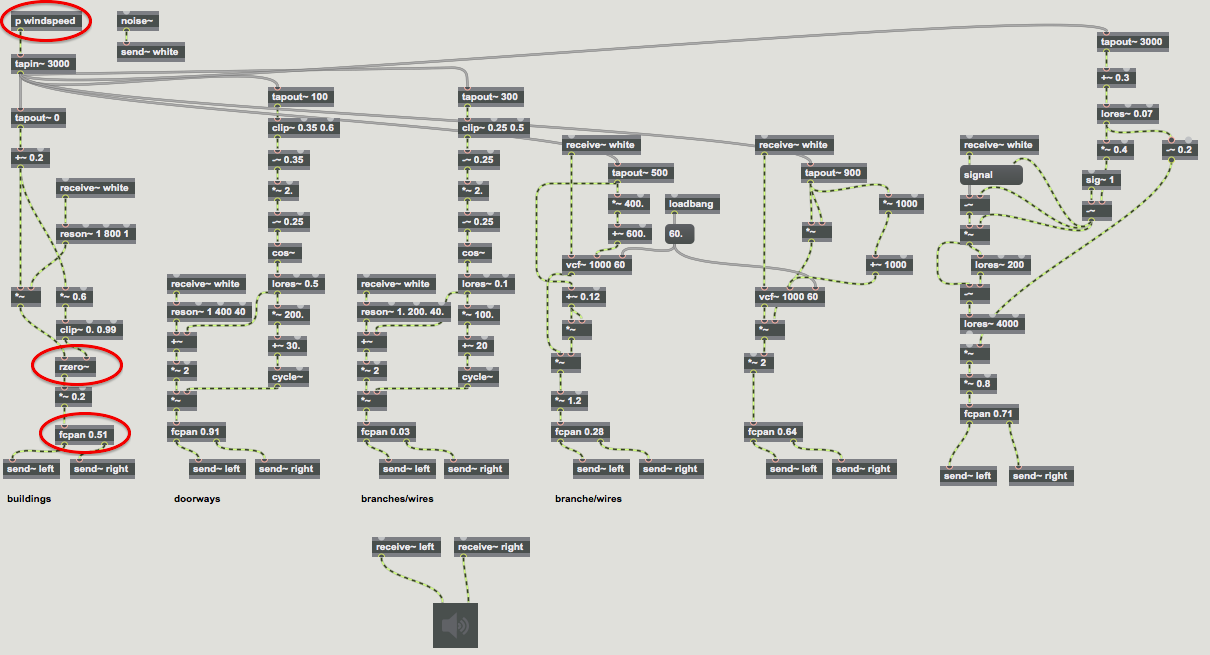 p windspeed
noise~
send~ white
tapin~ 3000
tapout~ 3000
+~ 0.3
lores~ 0.07
*~ 0.4
-~ 0.2
sig~ 1
-~
tapout~ 0
+~ 0.2
receive~ white
reson~ 1 800 1
*~
*~ 0.6
clip~ 0. 0.99
rzero~
*~ 0.2
fcpan 0.51
send~ left
send~ right
buildings
tapout~ 100
clip~ 0.35 0.6
-~ 0.35
*~ 2.
-~ 0.25
cos~
receive~ white
lores~ 0.5
reson~ 1 400 40
*~ 200.
+~
+~ 30.
*~ 2
cycle~
*~
fcpan 0.91
send~ left
send~ right
doorways
tapout~ 300
clip~ 0.25 0.5
-~ 0.25
*~ 2.
-~ 0.25
cos~
receive~ white
lores~ 0.1
reson~ 1. 200. 40.
*~ 100.
+~
+~ 20
*~ 2
cycle~
*~
fcpan 0.03
send~ left
send~ right
branches/wires
receive~ white
tapout~ 500
*~ 400.
loadbang
+~ 600.
60.
vcf~ 1000 60
+~ 0.12
*~
*~
*~ 1.2
fcpan 0.28
send~ left
send~ right
branche/wires
receive~ white
tapout~ 900
*~ 1000
*~
+~ 1000
vcf~ 1000 60
*~
*~ 2
fcpan 0.64
send~ left
send~ right
receive~ white
signal
-~
*~
lores~ 200
-~
lores~ 4000
*~
*~ 0.8
fcpan 0.71
send~ left
send~ right
receive~ left
receive~ right